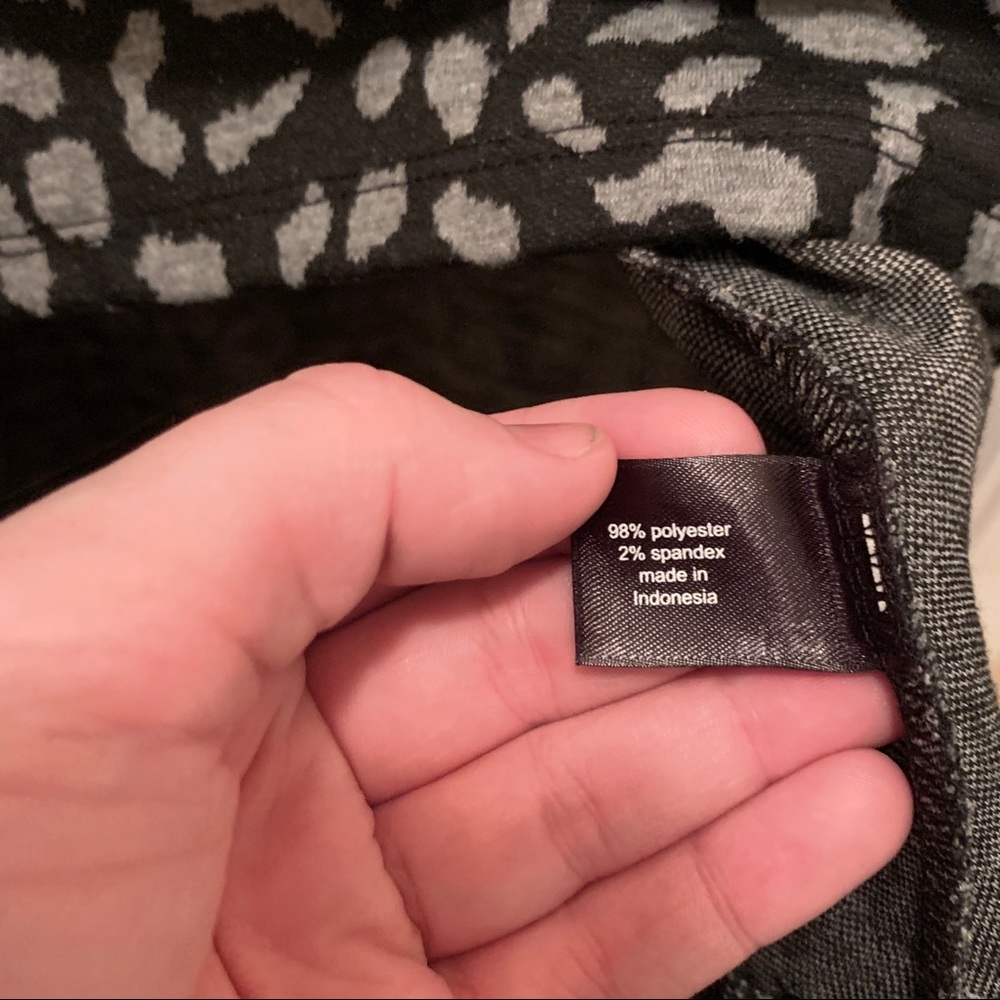 98% polyester
2% spandex
made in
Indonesia